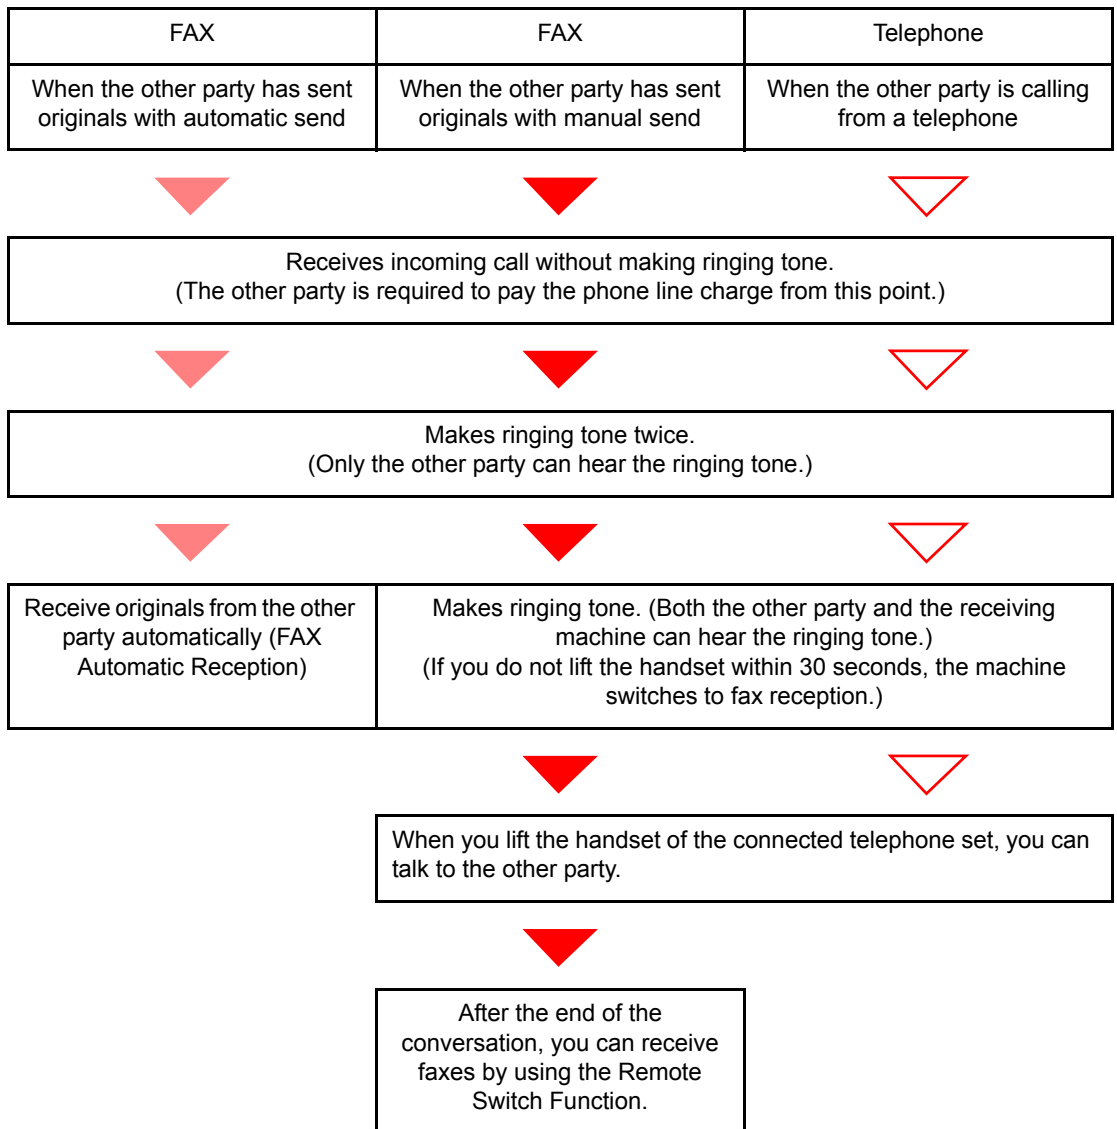 FAX
FAX
Telephone
When the other party has sent
originals with automatic send
When the other party has sent
originals with manual send
When the other party is calling
from a telephone
Receives incoming call without making ringing tone.
(The other party is required to pay the phone line charge from this point.)
Makes ringing tone twice.
(Only the other party can hear the ringing tone.)
Receive originals from the other
party automatically (FAX
Automatic Reception)
Makes ringing tone. (Both the other party and the receiving
machine can hear the ringing tone.)
(If you do not lift the handset within 30 seconds, the machine
switches to fax reception.)
When you lift the handset of the connected telephone set, you can
talk to the other party.
After the end of the
conversation, you can receive
faxes by using the Remote
Switch Function.